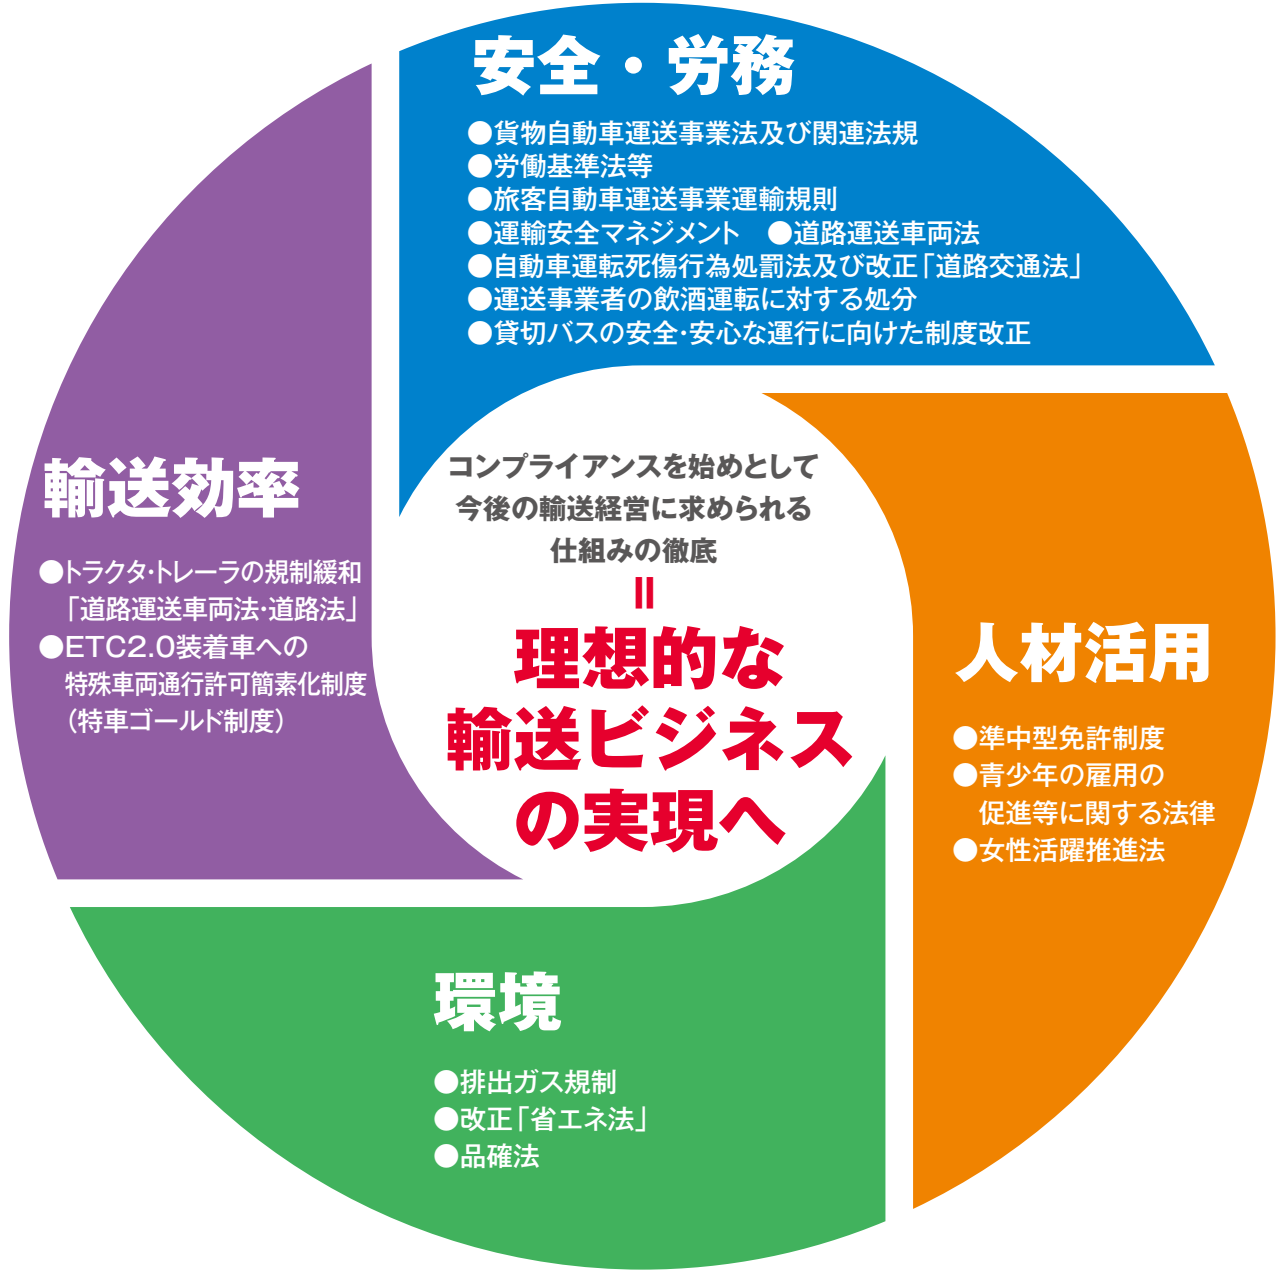 安全・労務
●貨物自動車運送事業法及び関連法規
●労働基準法等
●旅客自動車運送事業運輸規則
●運輸安全マネジメント　●道路運送車両法
●自動車運転死傷行為処罰法及び改正「道路交通法」
●運送事業者の飲酒運転に対する処分
●貸切バスの安全・安心な運行に向けた制度改正
輸送効率
●トラクタ・トレーラの規制緩和
「道路運送車両法・道路法」
●ETC2.0装着車への
特殊車両通行許可簡素化制度
（特車ゴールド制度）
コンプライアンスを始めとして
今後の輸送経営に求められる
仕組みの徹底
＝
理想的な
輸送ビジネス
の実現へ
人材活用
●準中型免許制度
●青少年の雇用の
促進等に関する法律
●女性活躍推進法
環境
●排出ガス規制
●改正「省エネ法」
●品確法